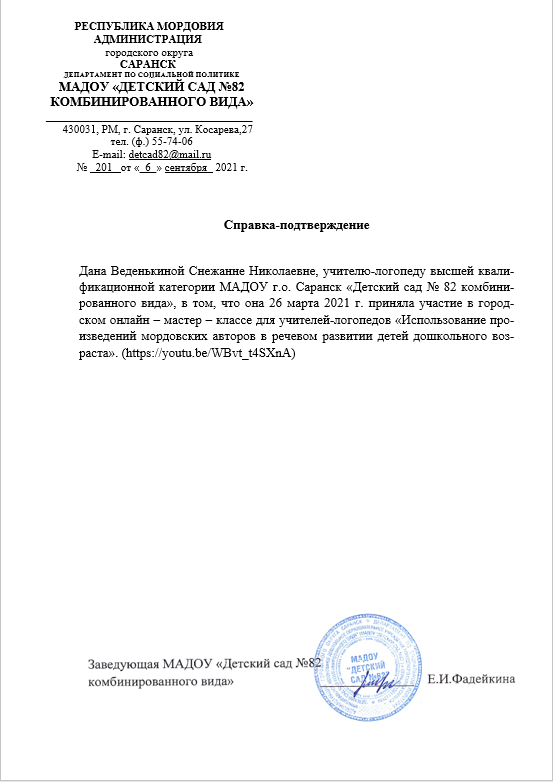 РЕСПУБЛИКА МОРДОВИЯ
АДМИНИСТРАЦИЯ
городского округа
САРАНСК
ДЕПАРТАМЕНТ ПО СОЦИАЛЬНОЙ ПОЛИТИКЕ
МАДОУ «ДЕТСКИЙ САД №82
КОМБИНИРОВАННОГО ВИДА»
430031, РМ, г. Саранск, ул. Косарева,27
тел. (ф.) 55-74-06
E-mail: detcad82@mail.ru
№ 201 от « 6 » сентября 2021 г.
Справка-подтверждение
Дана Веденькиной Снежанне Николаевне, учителю-логопеду высшей квали-
фикационной категории МАДОУ г.о. Саранск «Детский сад № 82 комбини-
рованного вида», в том, что она 26 марта 2021 г. приняла участие в город-
ском онлайн – мастер – классе для учителей-логопедов «Использование про-
изведений мордовских авторов в речевом развитии детей дошкольного воз-
раста». (https://youtu.be/WBvt_t4SXnA)
Заведующая МАДОУ «Детский сад №82
комбинированного вида» Е.И.Фадейкина
МАДОУ
"ДЕТСКИЙ
САД №82"